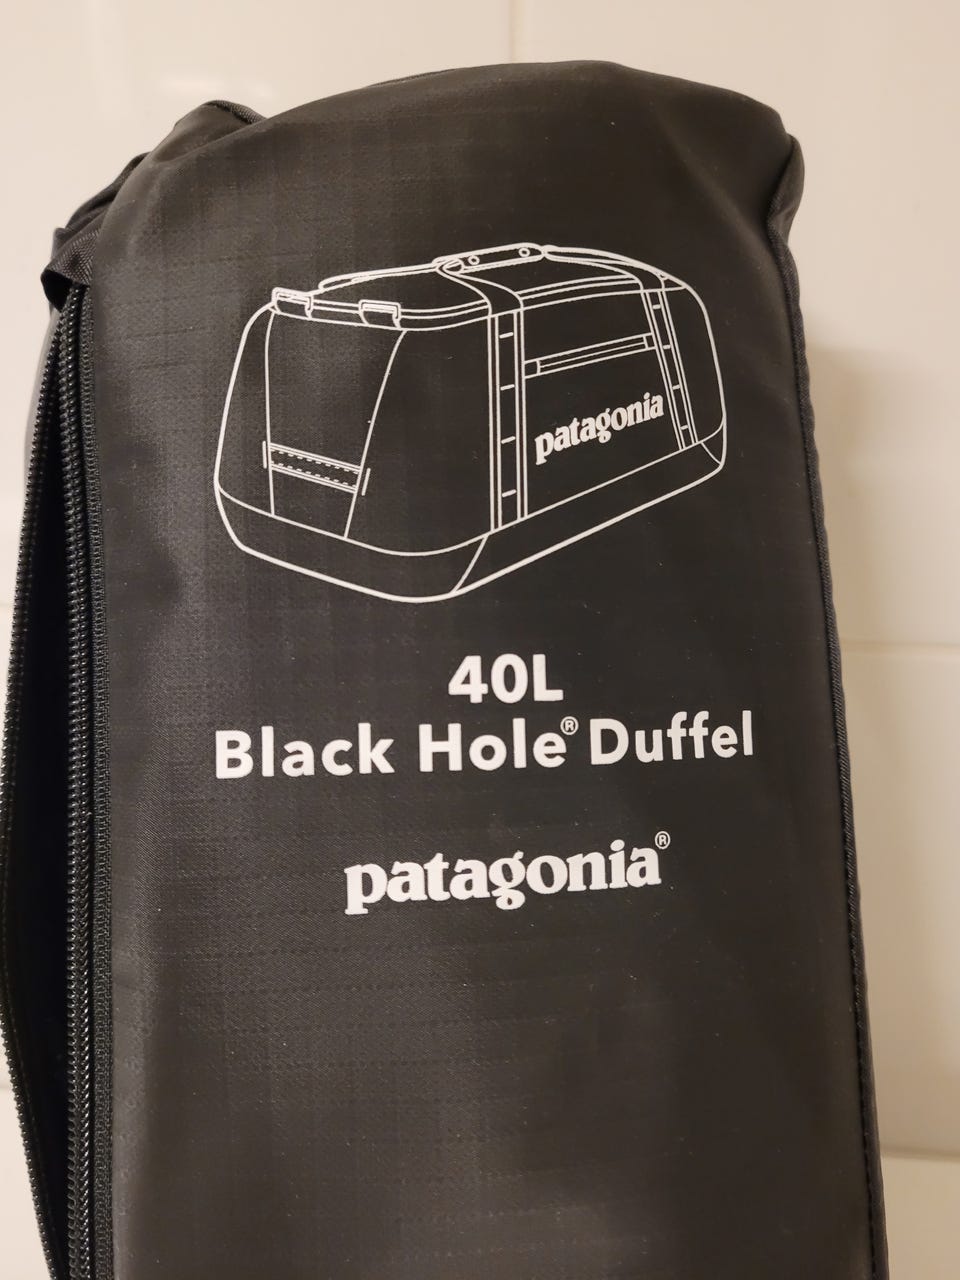 patagonia
40L
Black Hole® Duffel
patagonia®